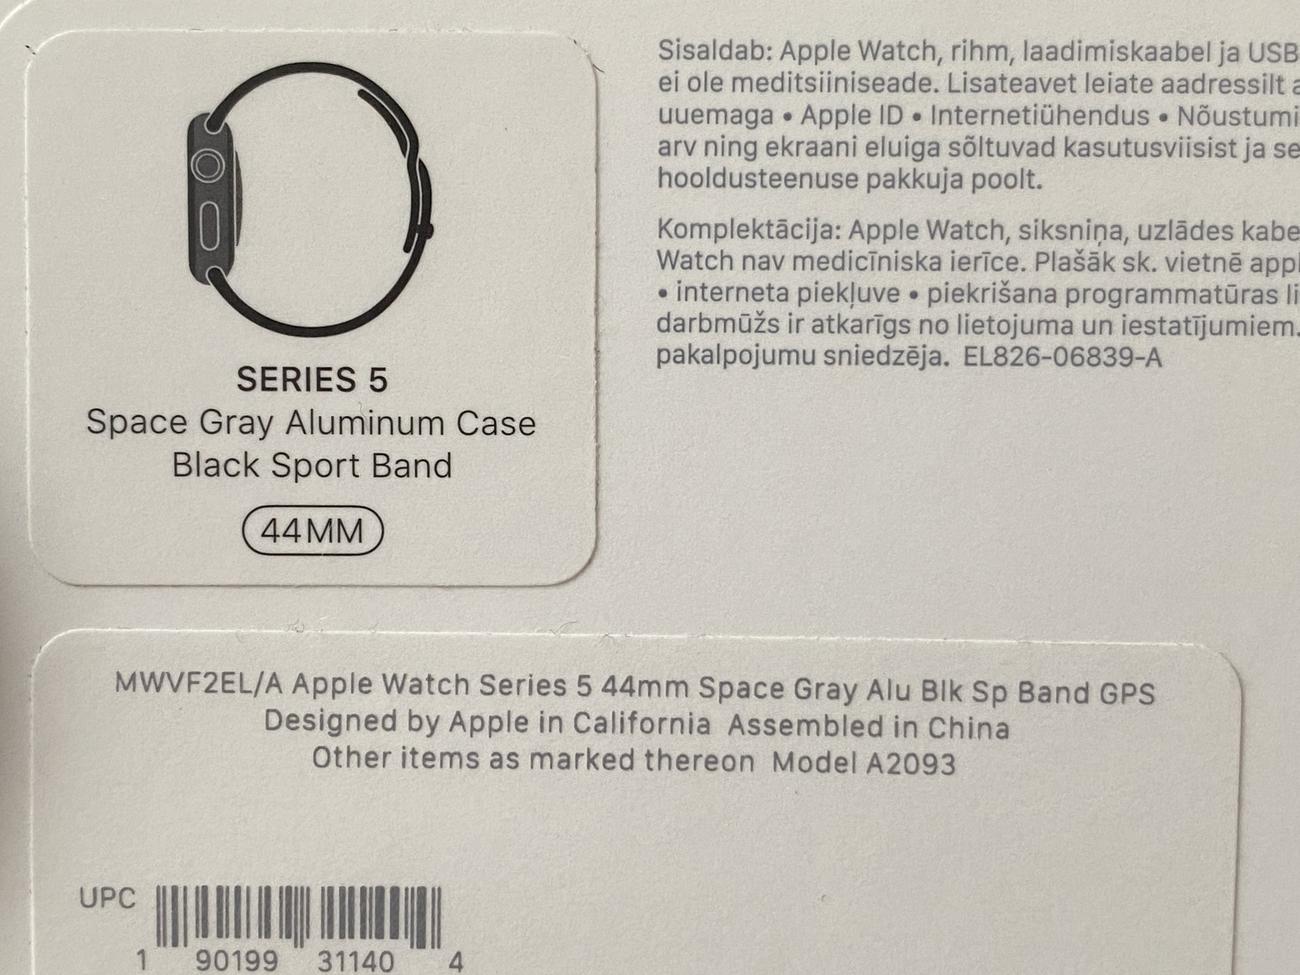 SERIES 5
Space Gray Aluminum Case
Black Sport Band
44MM
Sisaldab: Apple Watch, rihm, laadimiskaabel ja USB
ei ole meditsiiniseade. Lisateavet leiate aadressilt
uuemaga • Apple ID • Internetiühendus • Nõustumi
arv ning ekraani eluiga sõltuvad kasutusviisist ja se
hooldusteenuse pakkuja poolt.
Komplektācija: Apple Watch, siksniņa, uzlādes kabe
Watch nav medicīniska ierīce. Plašāk sk. vietnē appl
• interneta piekļuve • piekrišana programmatūras li
darbmūžs ir atkarīgs no lietojuma un iestatījumiem.
pakalpojumu sniedzēja. EL826-06839-A
MWVF2EL/A Apple Watch Series 5 44mm Space Gray Alu Blk Sp Band GPS
Designed by Apple in California Assembled in China
Other items as marked thereon Model A2093
UPC
1 90199 31140 4